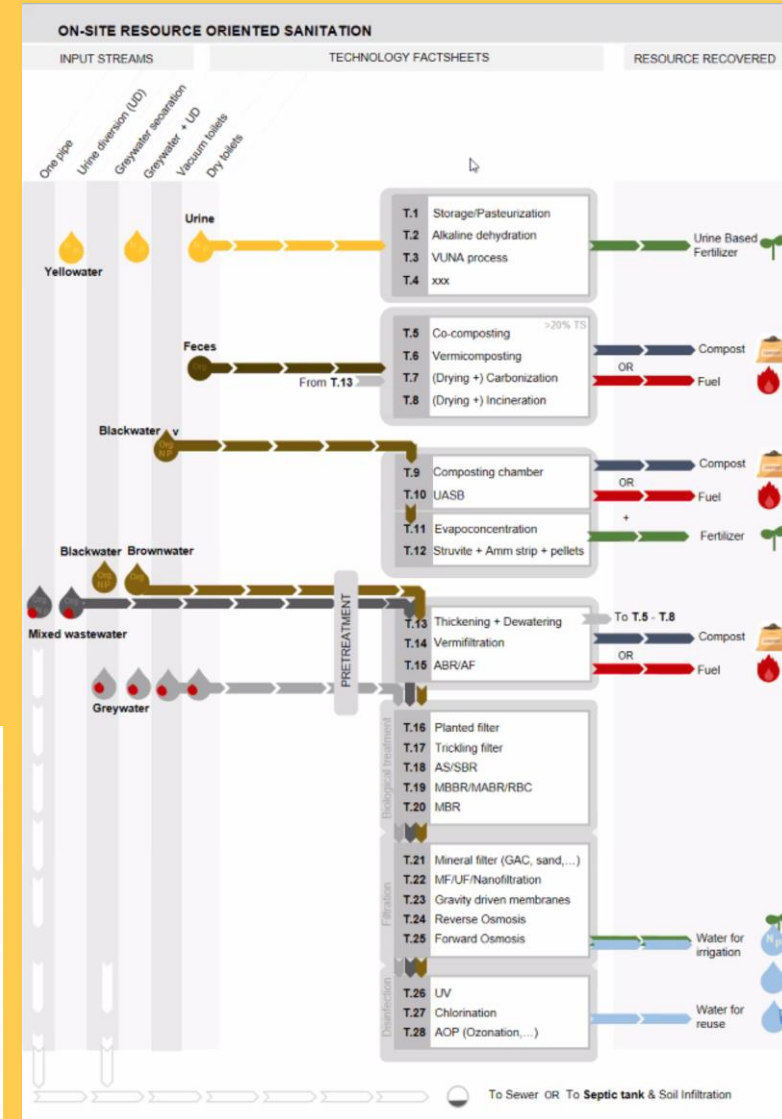 ON-SITE RESOURCE ORIENTED SANITATION
INPUT STREAMS
TECHNOLOGY FACTSHEETS
RESOURCE RECOVERED
One pipe
Urine diversion (UD)
Greywater seoaration
Greywater + UD
Vacuum toilets
Dry toilets
Urine
Yellowater
T.1 Storage/Pasteurization
T.2 Alkaline dehydration
T.3 VUNA process
T.4 xxx
Urine Based
Fertilizer
Feces
Org
From T.13
>20% TS
T.5 Co-composting
T.6 Vermicomposting
T.7 (Drying +) Carbonization
T.8 (Drying +) Incineration
Compost
OR
Fuel
Blackwater v
Org
N P
T.9 Composting chamber
T.10 UASB
Compost
OR
Fuel
+
T.11 Evapoconcentration
T.12 Struvite + Amm strip + pellets
Fertilizer
Blackwater Brownwater
Org
N P
Org
Mixed wastewater
PRETREATMENT
T.13 Thickening + Dewatering
T.14 Vermifiltration
T.15 ABR/AF
To T.5 - T.8
Compost
OR
Fuel
Greywater
Biological treatment
T.16 Planted filter
T.17 Trickling filter
T.18 AS/SBR
T.19 MBBR/MABR/RBC
T.20 MBR
Filtration
T.21 Mineral filter (GAC, sand,...)
T.22 MF/UF/Nanofiltration
T.23 Gravity driven membranes
T.24 Reverse Osmosis
T.25 Forward Osmosis
Water for
irrigation
N P
Disinfection
T.26 UV
T.27 Chlorination
T.28 AOP (Ozonation,...)
Water for
reuse
To Sewer OR To Septic tank & Soil Infiltration